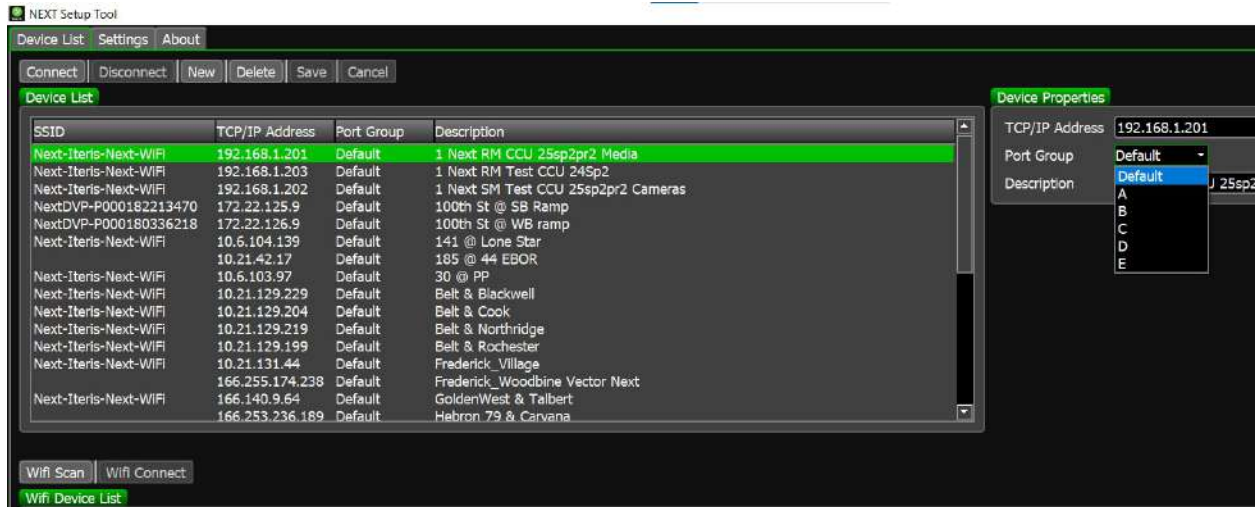 NEXT Setup Tool
Device List Settings About
Connect Disconnect New Delete Save Cancel
Device List
SSID TCP/IP Address Port Group Description
Next-Iteris-Next-WiFi 192.168.1.201 Default 1 Next RM CCU 25sp2pr2 Media
Next-Iteris-Next-WiFi 192.168.1.203 Default 1 Next RM Test CCU 24Sp2
Next-Iteris-Next-WiFi 192.168.1.202 Default 1 Next SM Test CCU 25sp2pr2 Cameras
NextDVP-P000182213470 172.22.125.9 Default 100th St @ SB Ramp
NextDVP-P000180336218 172.22.126.9 Default 100th St @ WB ramp
Next-Iteris-Next-WiFi 10.6.104.139 Default 141 @ Lone Star
10.21.42.17 Default 185 @ 44 EBOR
Next-Iteris-Next-WiFi 10.6.103.97 Default 30 @ PP
Next-Iteris-Next-WiFi 10.21.129.229 Default Belt & Blackwell
Next-Iteris-Next-WiFi 10.21.129.204 Default Belt & Cook
Next-Iteris-Next-WiFi 10.21.129.219 Default Belt & Northridge
Next-Iteris-Next-WiFi 10.21.129.199 Default Belt & Rochester
Next-Iteris-Next-WiFi 10.21.131.44 Default Frederick_Village
166.255.174.238 Default Frederick_Woodbine Vector Next
Next-Iteris-Next-WiFi 166.140.9.64 Default GoldenWest & Talbert
166.253.236.189 Default Hebron 79 & Carvana
Device Properties
TCP/IP Address 192.168.1.201
Port Group Default
Description J 25sp2
Default
A
B
C
D
E
Wifi Scan Wifi Connect
Wifi Device List